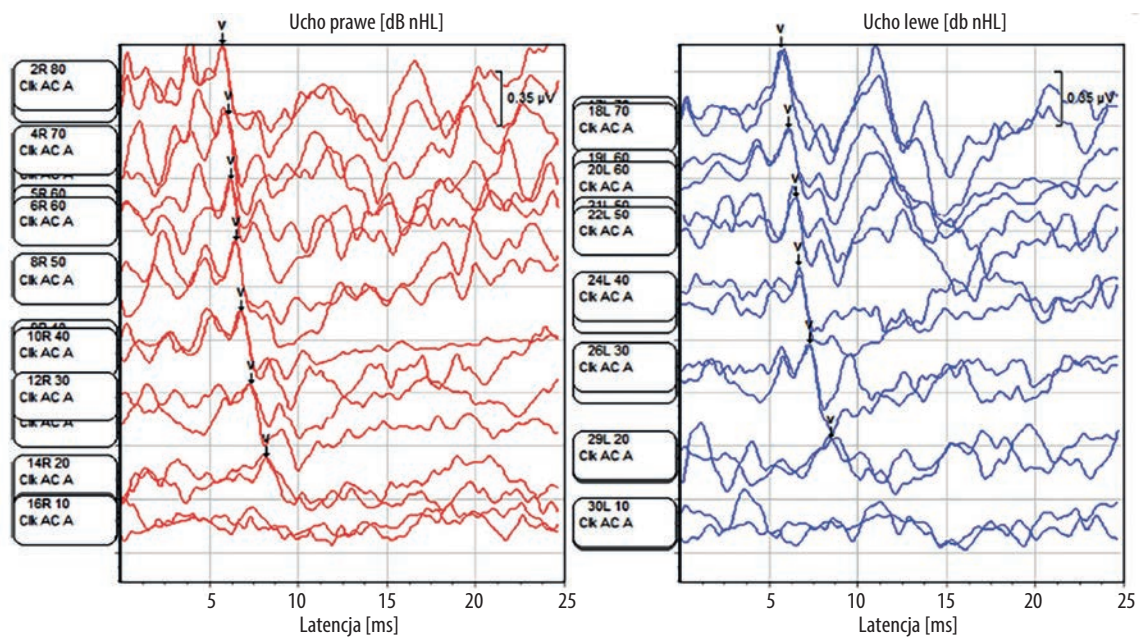 Ucho prawe [dB nHL]
2R 80
Clk AC A
4R 70
Clk AC A
Clk AC A
5R 60
6R 60
Clk AC A
8R 50
Clk AC A
10R 40
Clk AC A
12R 30
Clk AC A
Clk AC A
14R 20
Clk AC A
16R 10
Clk AC A
V
V
V
V
V
V
V
0.35 µV
5
10
15
20
25
Latencja [ms]
Ucho lewe [db nHL]
18L 70
Clk AC A
19L 60
20L 60
Clk AC A
22L 50
Clk AC A
24L 40
Clk AC A
26L 30
Clk AC A
29L 20
Clk AC A
30L 10
Clk AC A
V
V
V
V
V
V
0.35 µV
5
10
15
20
25
Latencja [ms]